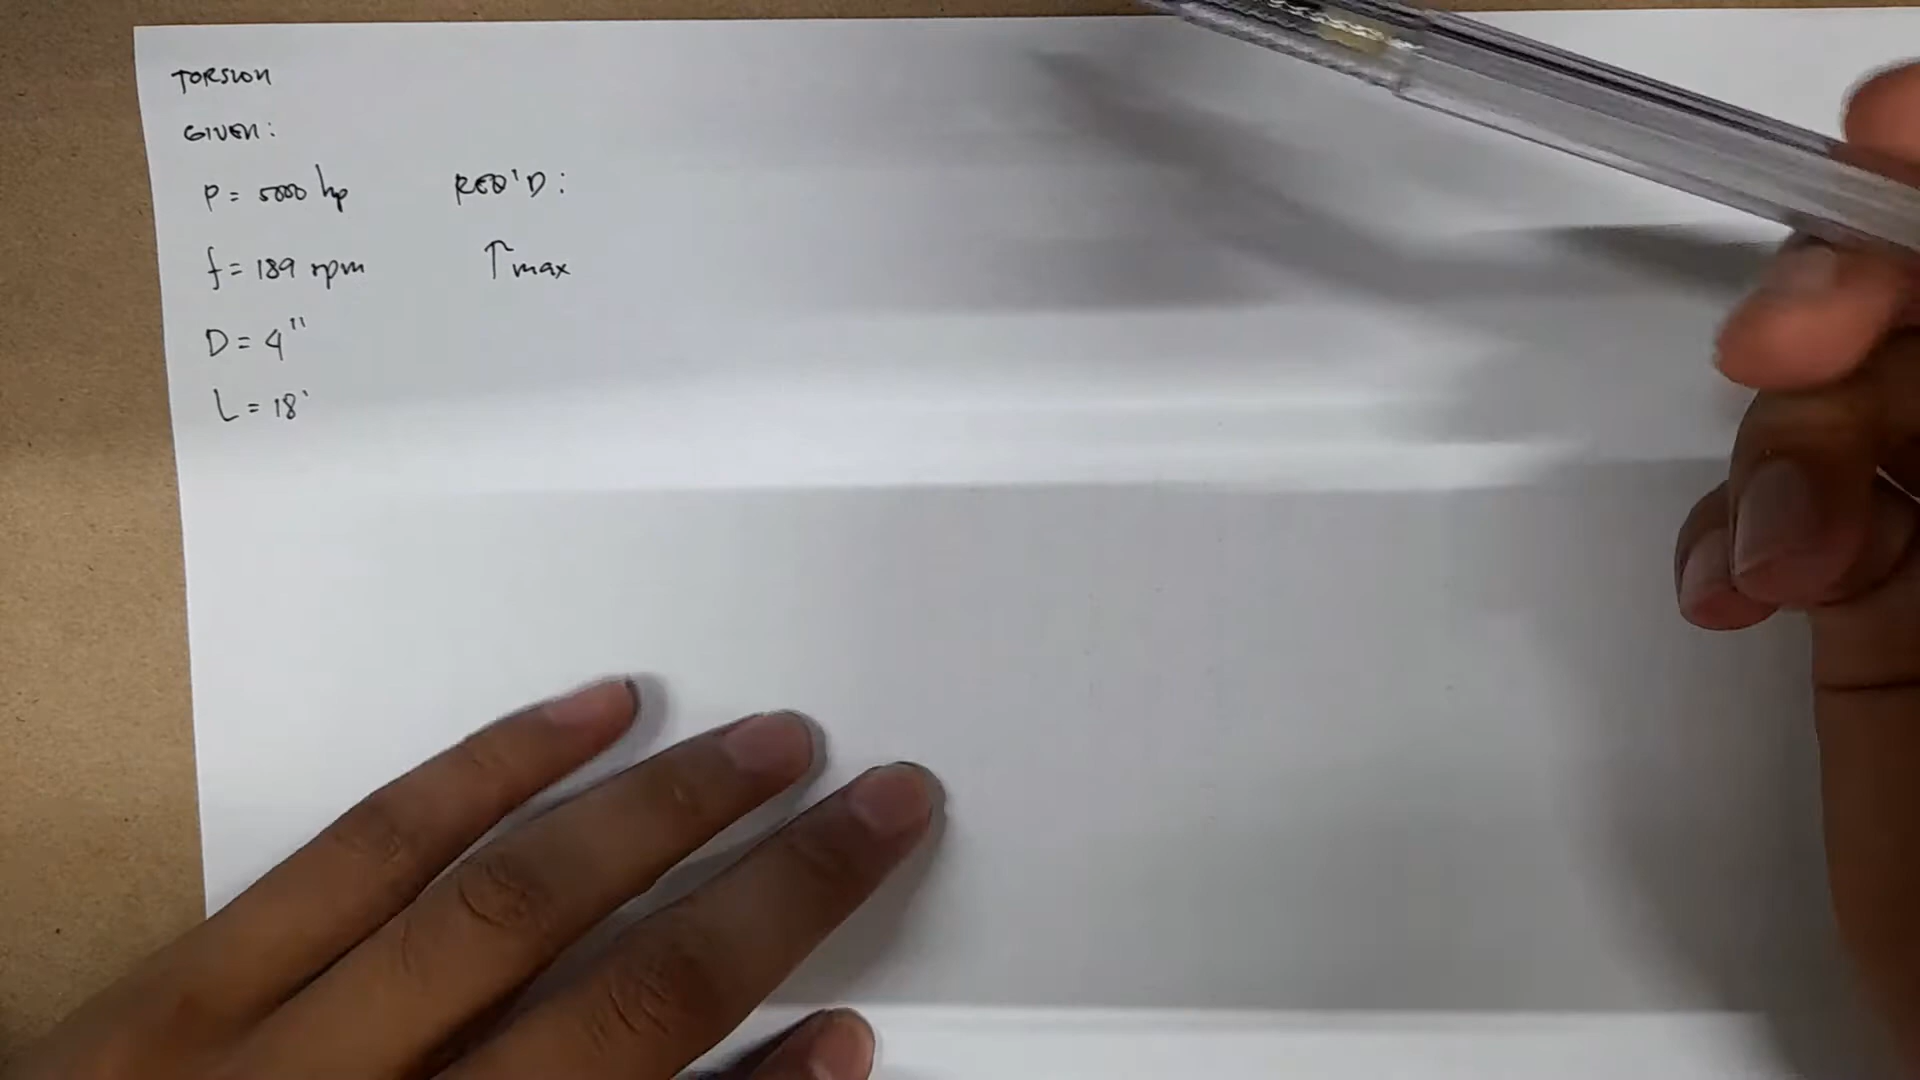 TORSION
GIVEN:
P = 5000 hp
REQ'D:
f = 189 rpm
τmax
D = 4"
L = 18'